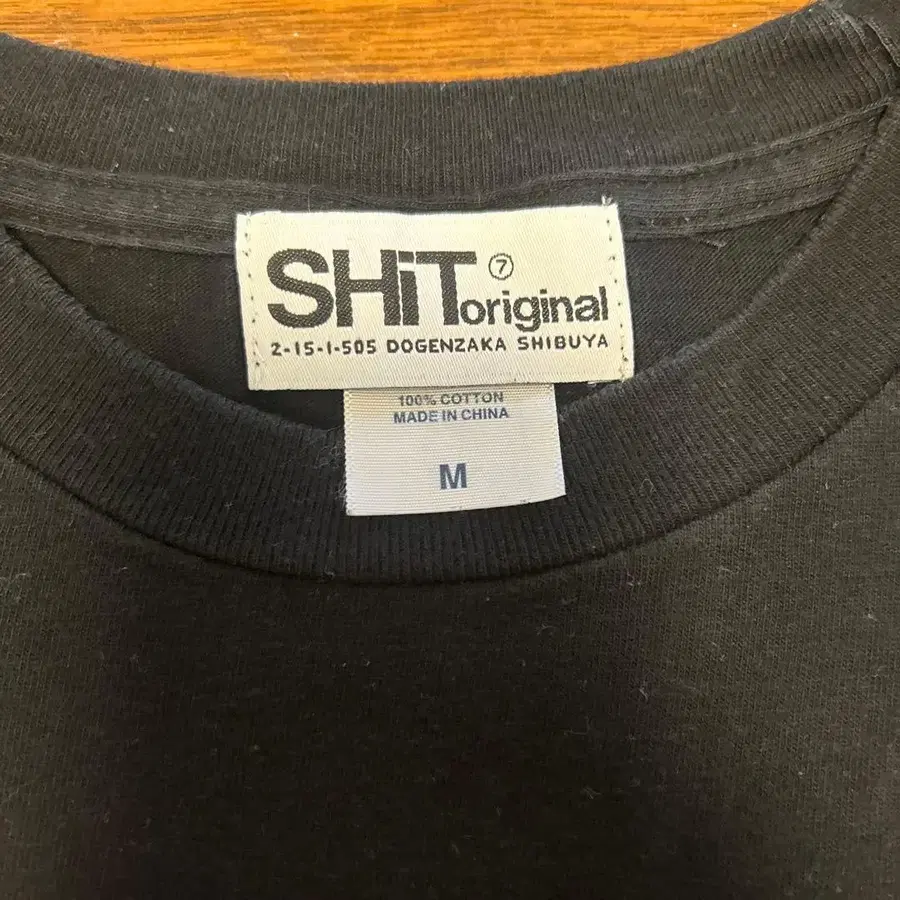 SHiT ⑦ original
2-15-1-505 DOGENZAKA SHIBUYA
100% COTTON
MADE IN CHINA
M